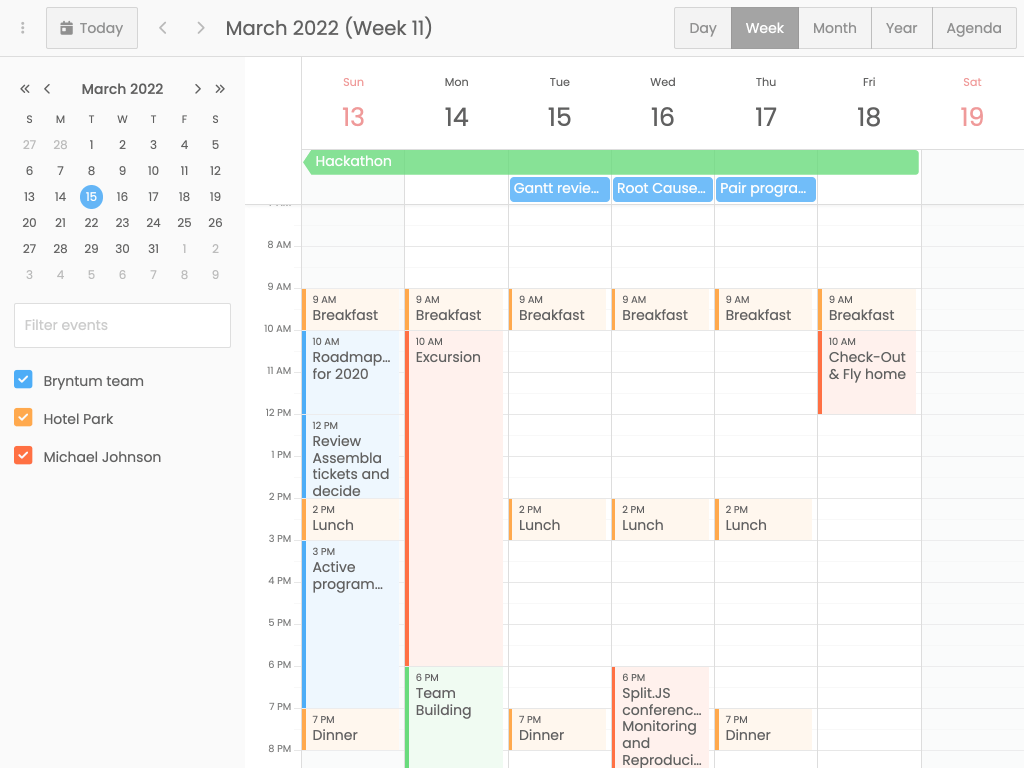 Today
March 2022 (Week 11)
Day
Week
Month
Year
Agenda
March 2022
S M T W T F S
27 28 1 2 3 4 5
6 7 8 9 10 11 12
13 14 15 16 17 18 19
20 21 22 23 24 25 26
27 28 29 30 31 1 2
3 4 5 6 7 8 9
Filter events
Bryntum team
Hotel Park
Michael Johnson
Sun Mon Tue Wed Thu Fri Sat
13 14 15 16 17 18 19
Hackathon
Gantt revie...
Root Cause...
Pair progra...
8 AM
9 AM
10 AM
11 AM
12 PM
1 PM
2 PM
3 PM
4 PM
5 PM
6 PM
7 PM
8 PM
9 AM
Breakfast
10 AM
Roadmap...
for 2020
12 PM
Review
Assembla
tickets and
decide
2 PM
Lunch
3 PM
Active
program...
7 PM
Dinner
9 AM
Breakfast
10 AM
Excursion
6 PM
Team
Building
9 AM
Breakfast
2 PM
Lunch
7 PM
Dinner
9 AM
Breakfast
2 PM
Lunch
6 PM
Split.JS
conferenc...
Monitoring
and
Reproduci...
9 AM
Breakfast
2 PM
Lunch
7 PM
Dinner
9 AM
Breakfast
10 AM
Check-Out
& Fly home